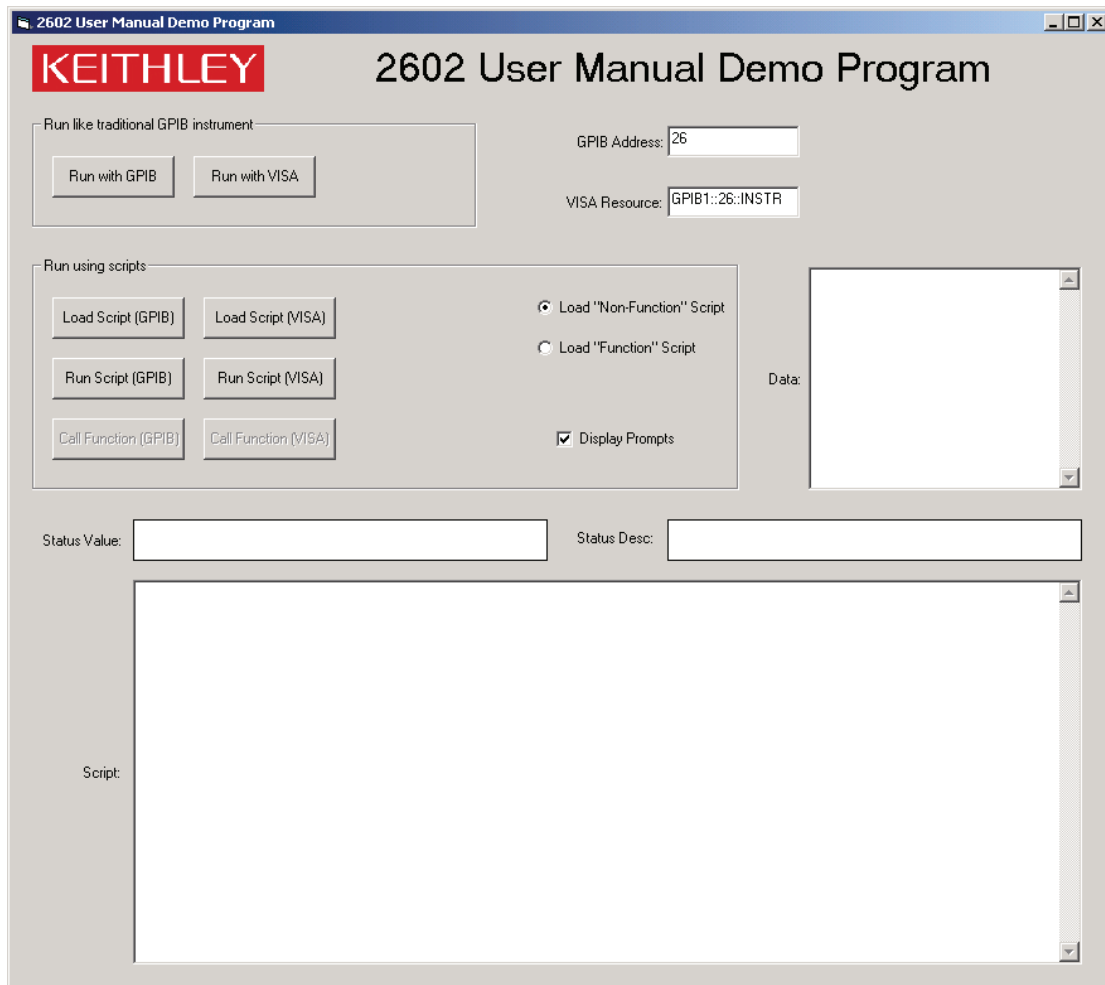 2602 User Manual Demo Program
KEITHLEY
2602 User Manual Demo Program
Run like traditional GPIB instrument
Run with GPIB
Run with VISA
GPIB Address: 26
VISA Resource: GPIB1::26::INSTR
Run using scripts
Load Script (GPIB)
Load Script (VISA)
Load "Non-Function" Script
Load "Function" Script
Run Script (GPIB)
Run Script (VISA)
Data:
Call Function (GPIB)
Call Function (VISA)
Display Prompts
Status Value:
Status Desc:
Script: